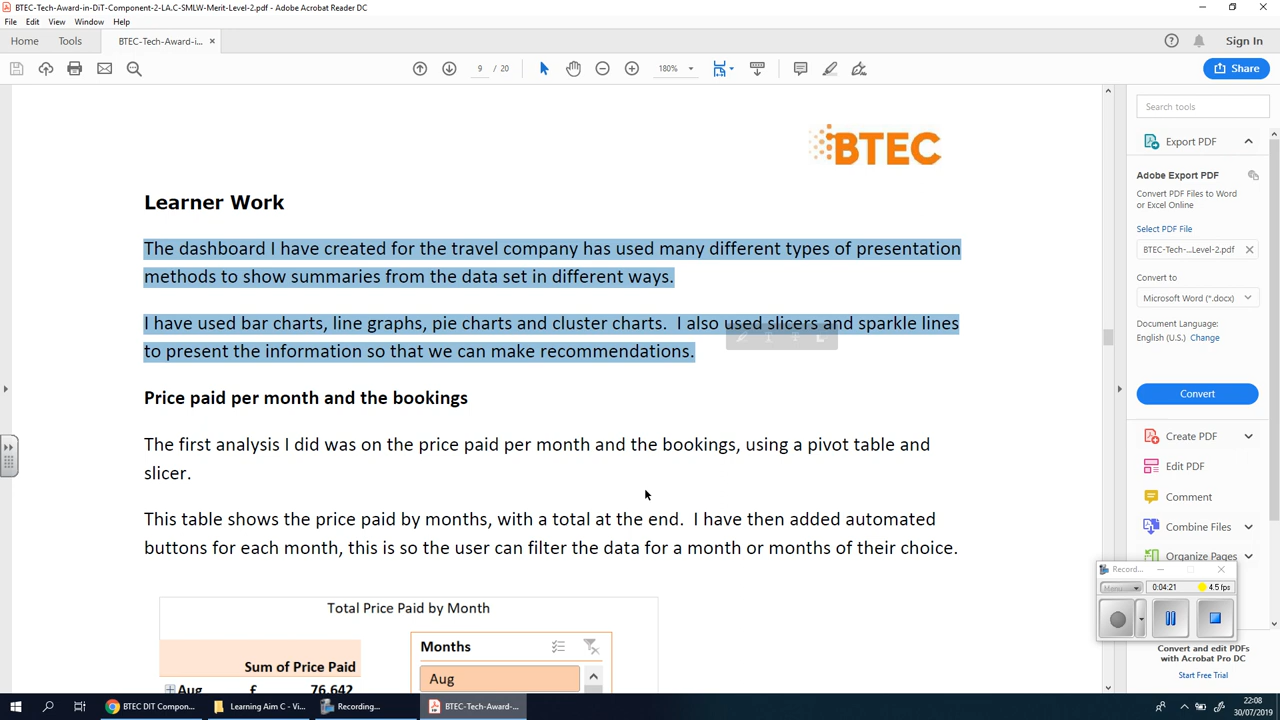 BTEC-Tech-Award-in-DiT-Component-2-LA.C-SMLW-Merit-Level-2.pdf - Adobe Acrobat Reader DC
File Edit View Window Help
Home Tools BTEC-Tech-Award-i... × Sign In
9 / 20 180% Share
Search tools
BTEC
Export PDF
Learner Work
Adobe Export PDF
Convert PDF Files to Word
or Excel Online
Select PDF File
The dashboard I have created for the travel company has used many different types of presentation
methods to show summaries from the data set in different ways.
BTEC-Tech-...Level-2.pdf
Convert to
Microsoft Word (*.docx)
I have used bar charts, line graphs, pie charts and cluster charts.  I also used slicers and sparkle lines
to present the information so that we can make recommendations.
Document Language:
English (U.S.) Change
Convert
Price paid per month and the bookings
The first analysis I did was on the price paid per month and the bookings, using a pivot table and
slicer.
Create PDF
Edit PDF
Comment
Combine Files
Organize Pages
This table shows the price paid by months, with a total at the end.  I have then added automated
buttons for each month, this is so the user can filter the data for a month or months of their choice.
Record...
Menu 0:04:21 4.5 fps
Total Price Paid by Month
Sum of Price Paid
Aug £ 76,642
Months
Aug
Convert and edit PDFs
with Acrobat Pro DC
Start Free Trial
BTEC DIT Compon... Learning Aim C - Vi... Recording... BTEC-Tech-Award-... 22:08
30/07/2019